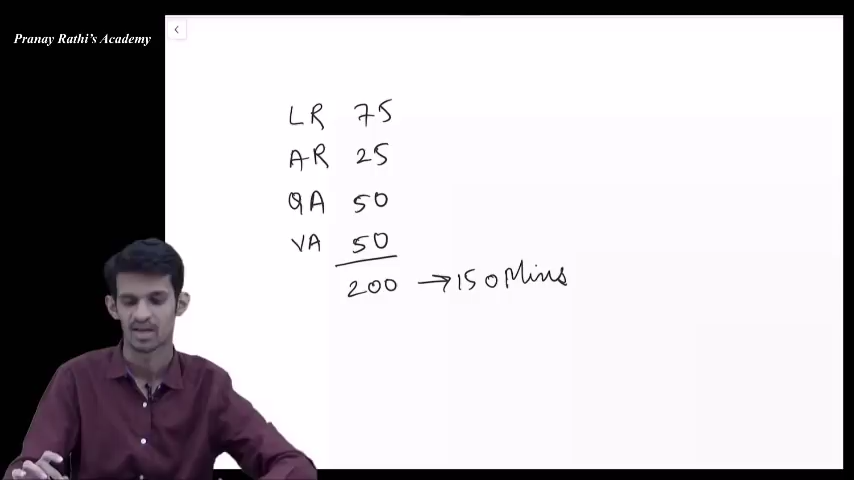 Pranay Rathi's Academy
LR 75
AR 25
QA 50
VA 50
200 → 150 Mins